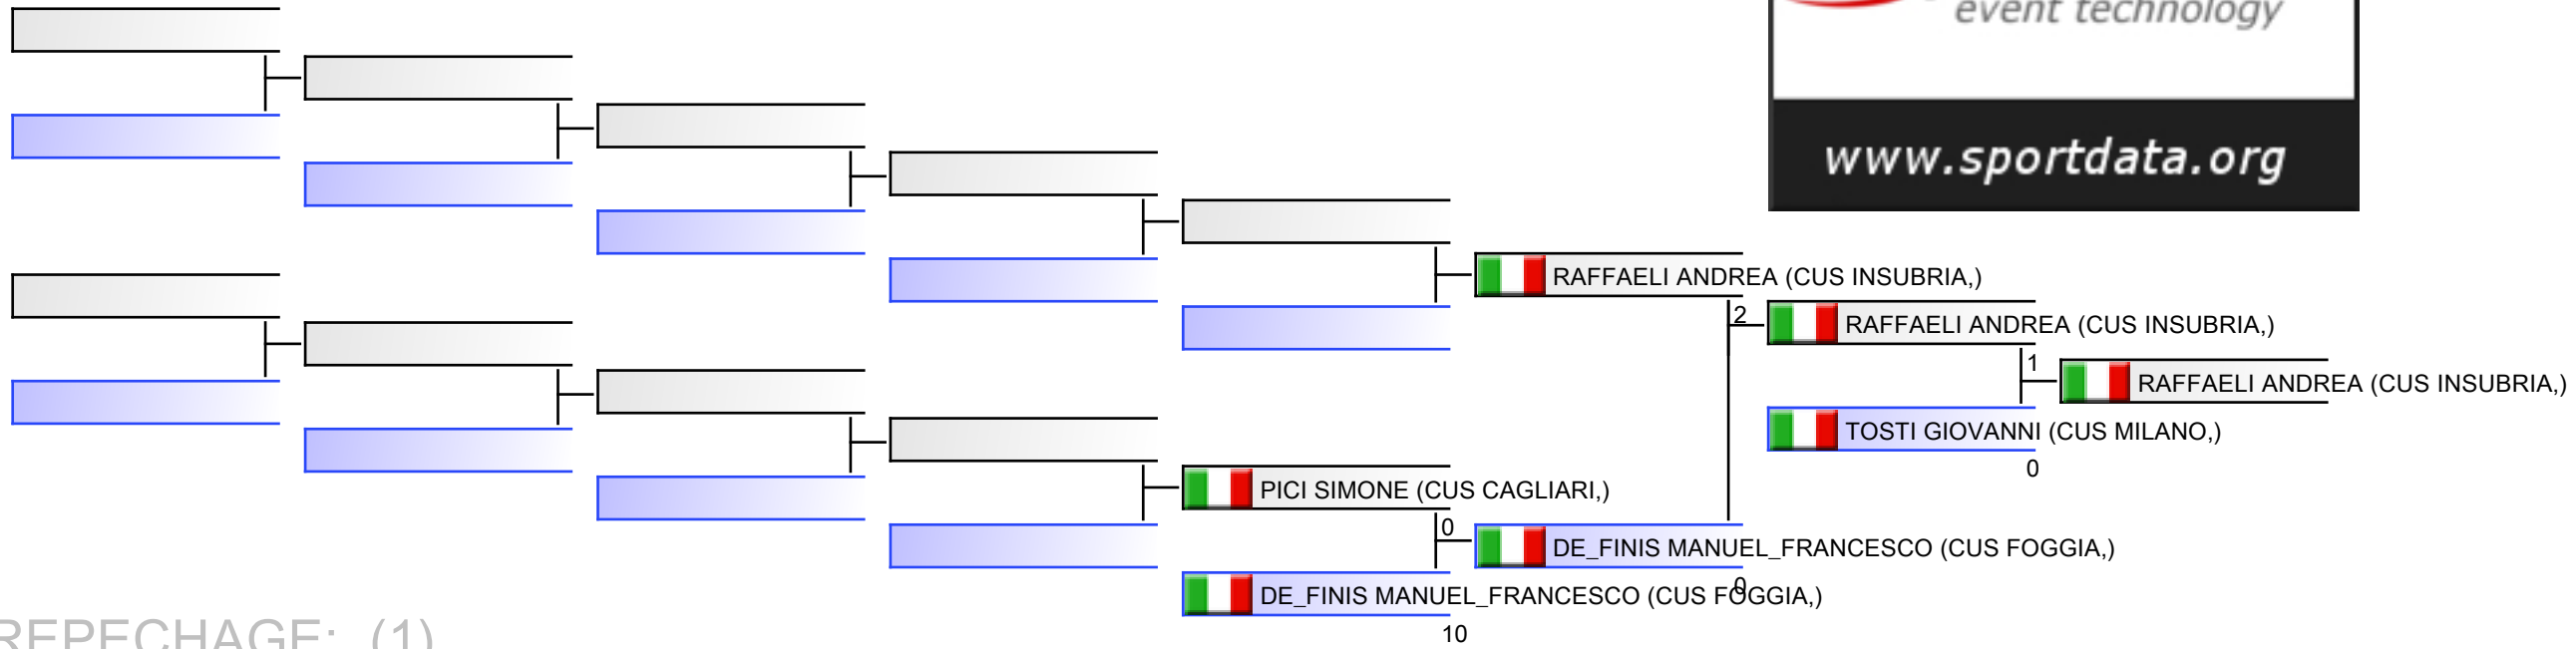 event technology
www.sportdata.org
RAFFAELI ANDREA (CUS INSUBRIA,)
2
RAFFAELI ANDREA (CUS INSUBRIA,)
1
RAFFAELI ANDREA (CUS INSUBRIA,)
TOSTI GIOVANNI (CUS MILANO,)
0
PICI SIMONE (CUS CAGLIARI,)
0
DE_FINIS MANUEL_FRANCESCO (CUS FOGGIA,)
0
DE_FINIS MANUEL_FRANCESCO (CUS FOGGIA,)
10
REPECHAGE: (1)